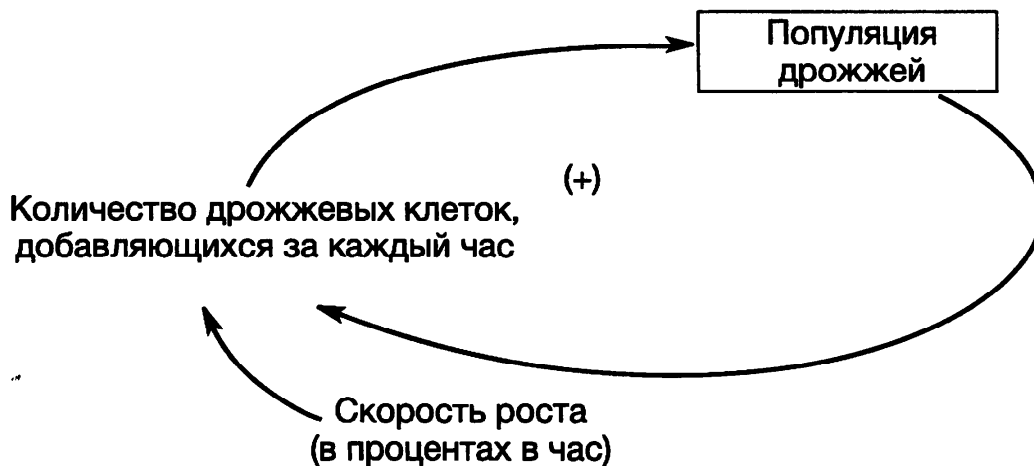 Популяция
дрожжей
(+)
Количество дрожжевых клеток,
добавляющихся за каждый час
Скорость роста
(в процентах в час)